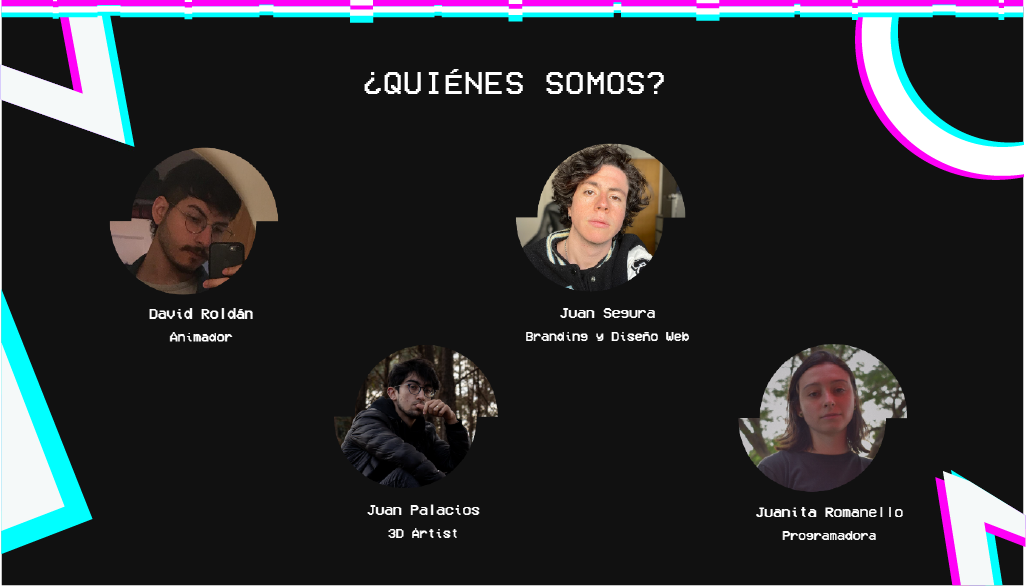 ¿QUIÉNES SOMOS?
David Roldán
Animador
Juan Segura
Branding y Diseño Web
Juan Palacios
3D Artist
Juanita Romanello
Programadora